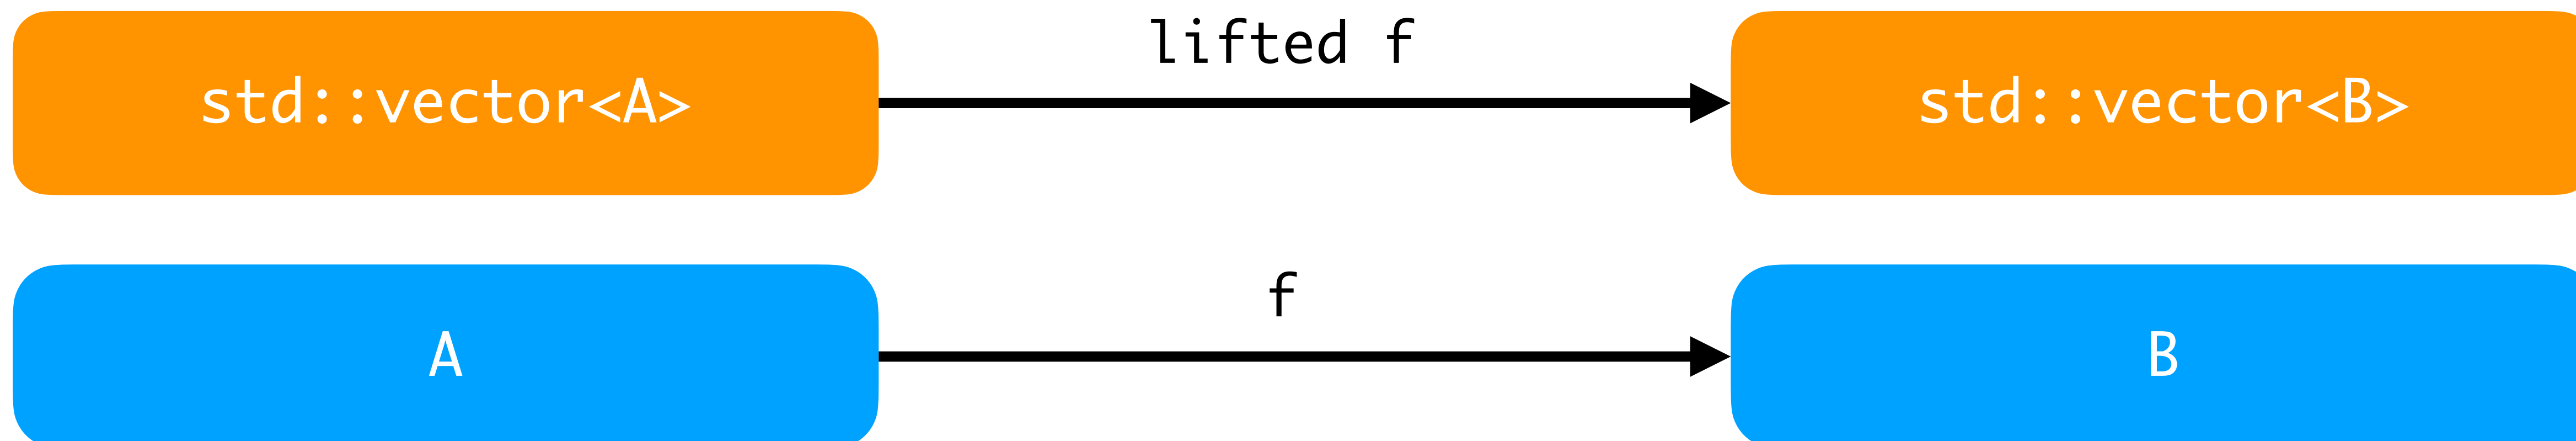 lifted f
std::vector<A>
std::vector<B>
f
A
B